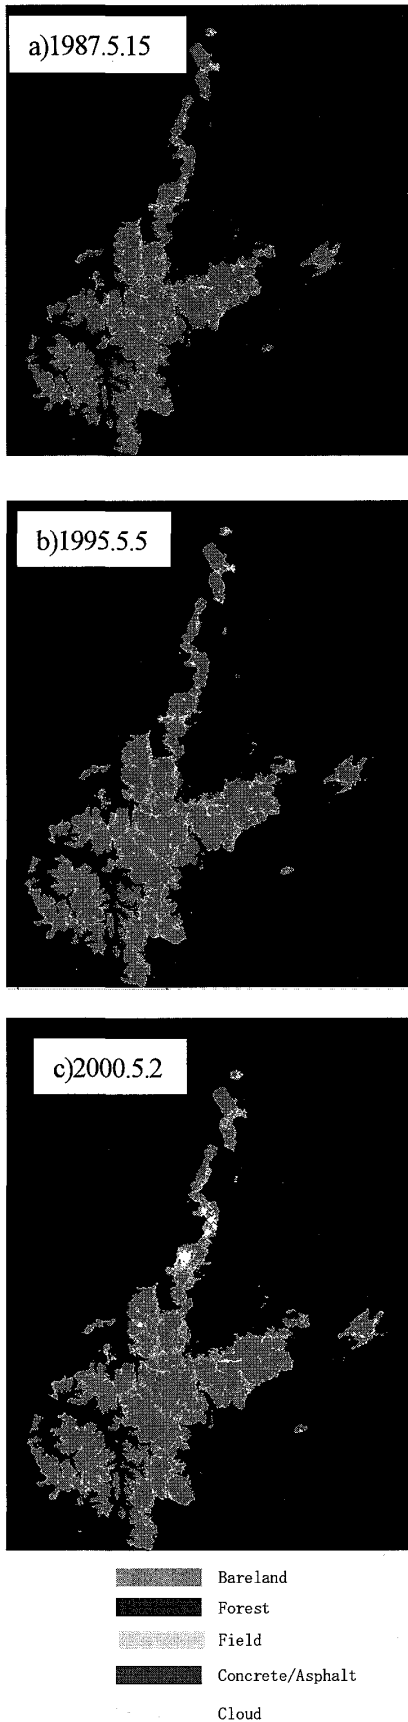 a)1987.5.15
b)1995.5.5
c)2000.5.2
Bareland
Forest
Field
Concrete/Asphalt
Cloud